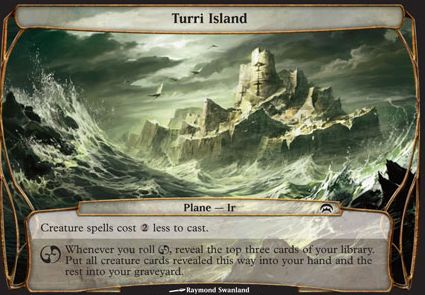 Turri Island
Plane — Ir
Creature spells cost 2 less to cast.
Whenever you roll , reveal the top three cards of your library.
Put all creature cards revealed this way into your hand and the
rest into your graveyard.
Raymond Swanland